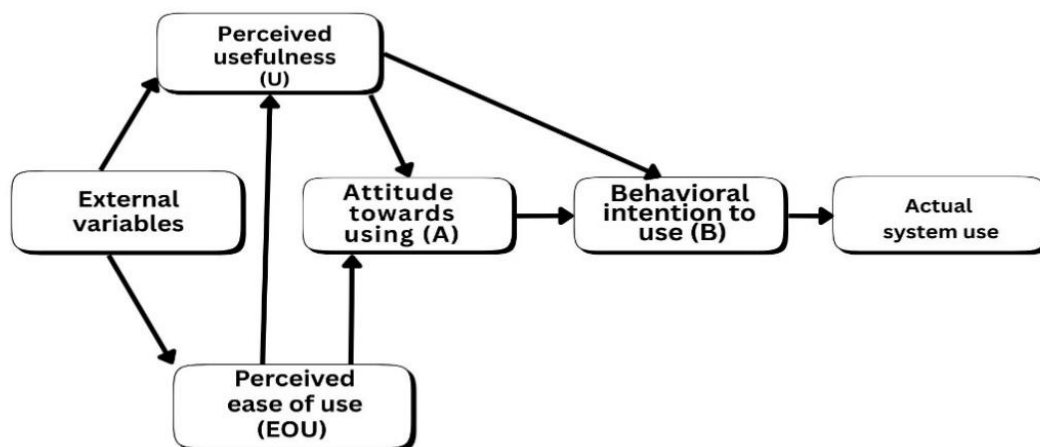 Perceived
usefulness
(U)
External
variables
Attitude
towards
using (A)
Behavioral
intention to
use (B)
Actual
system use
Perceived
ease of use
(EOU)